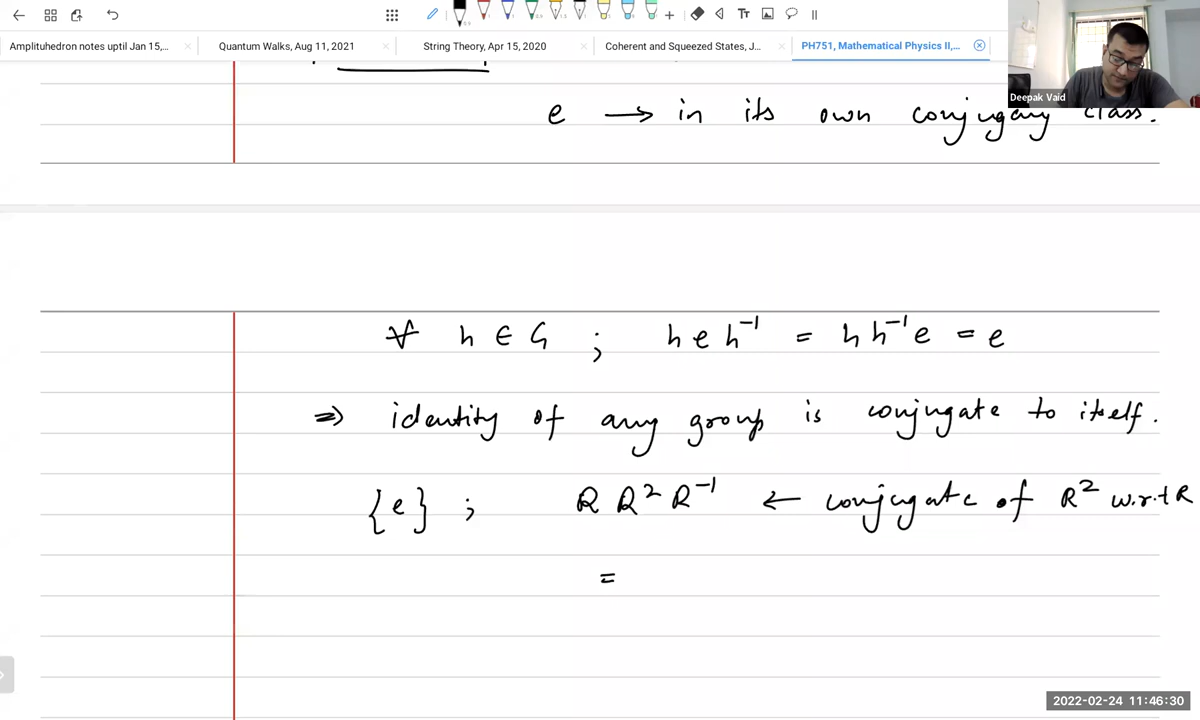 Amplituhedron notes uptil Jan 15,... Quantum Walks, Aug 11, 2021 String Theory, Apr 15, 2020 Coherent and Squeezed States, J... PH751, Mathematical Physics II,...
Deepak Vaid
e → in its own conjugacy class.
∀ h ∈ G ; h e h⁻¹ = h h⁻¹ e = e
⇒ identity of any group is conjugate to itself.
{e} ; R R² R⁻¹ ← conjugate of R² w.r.t R
=
2022-02-24 11:46:30